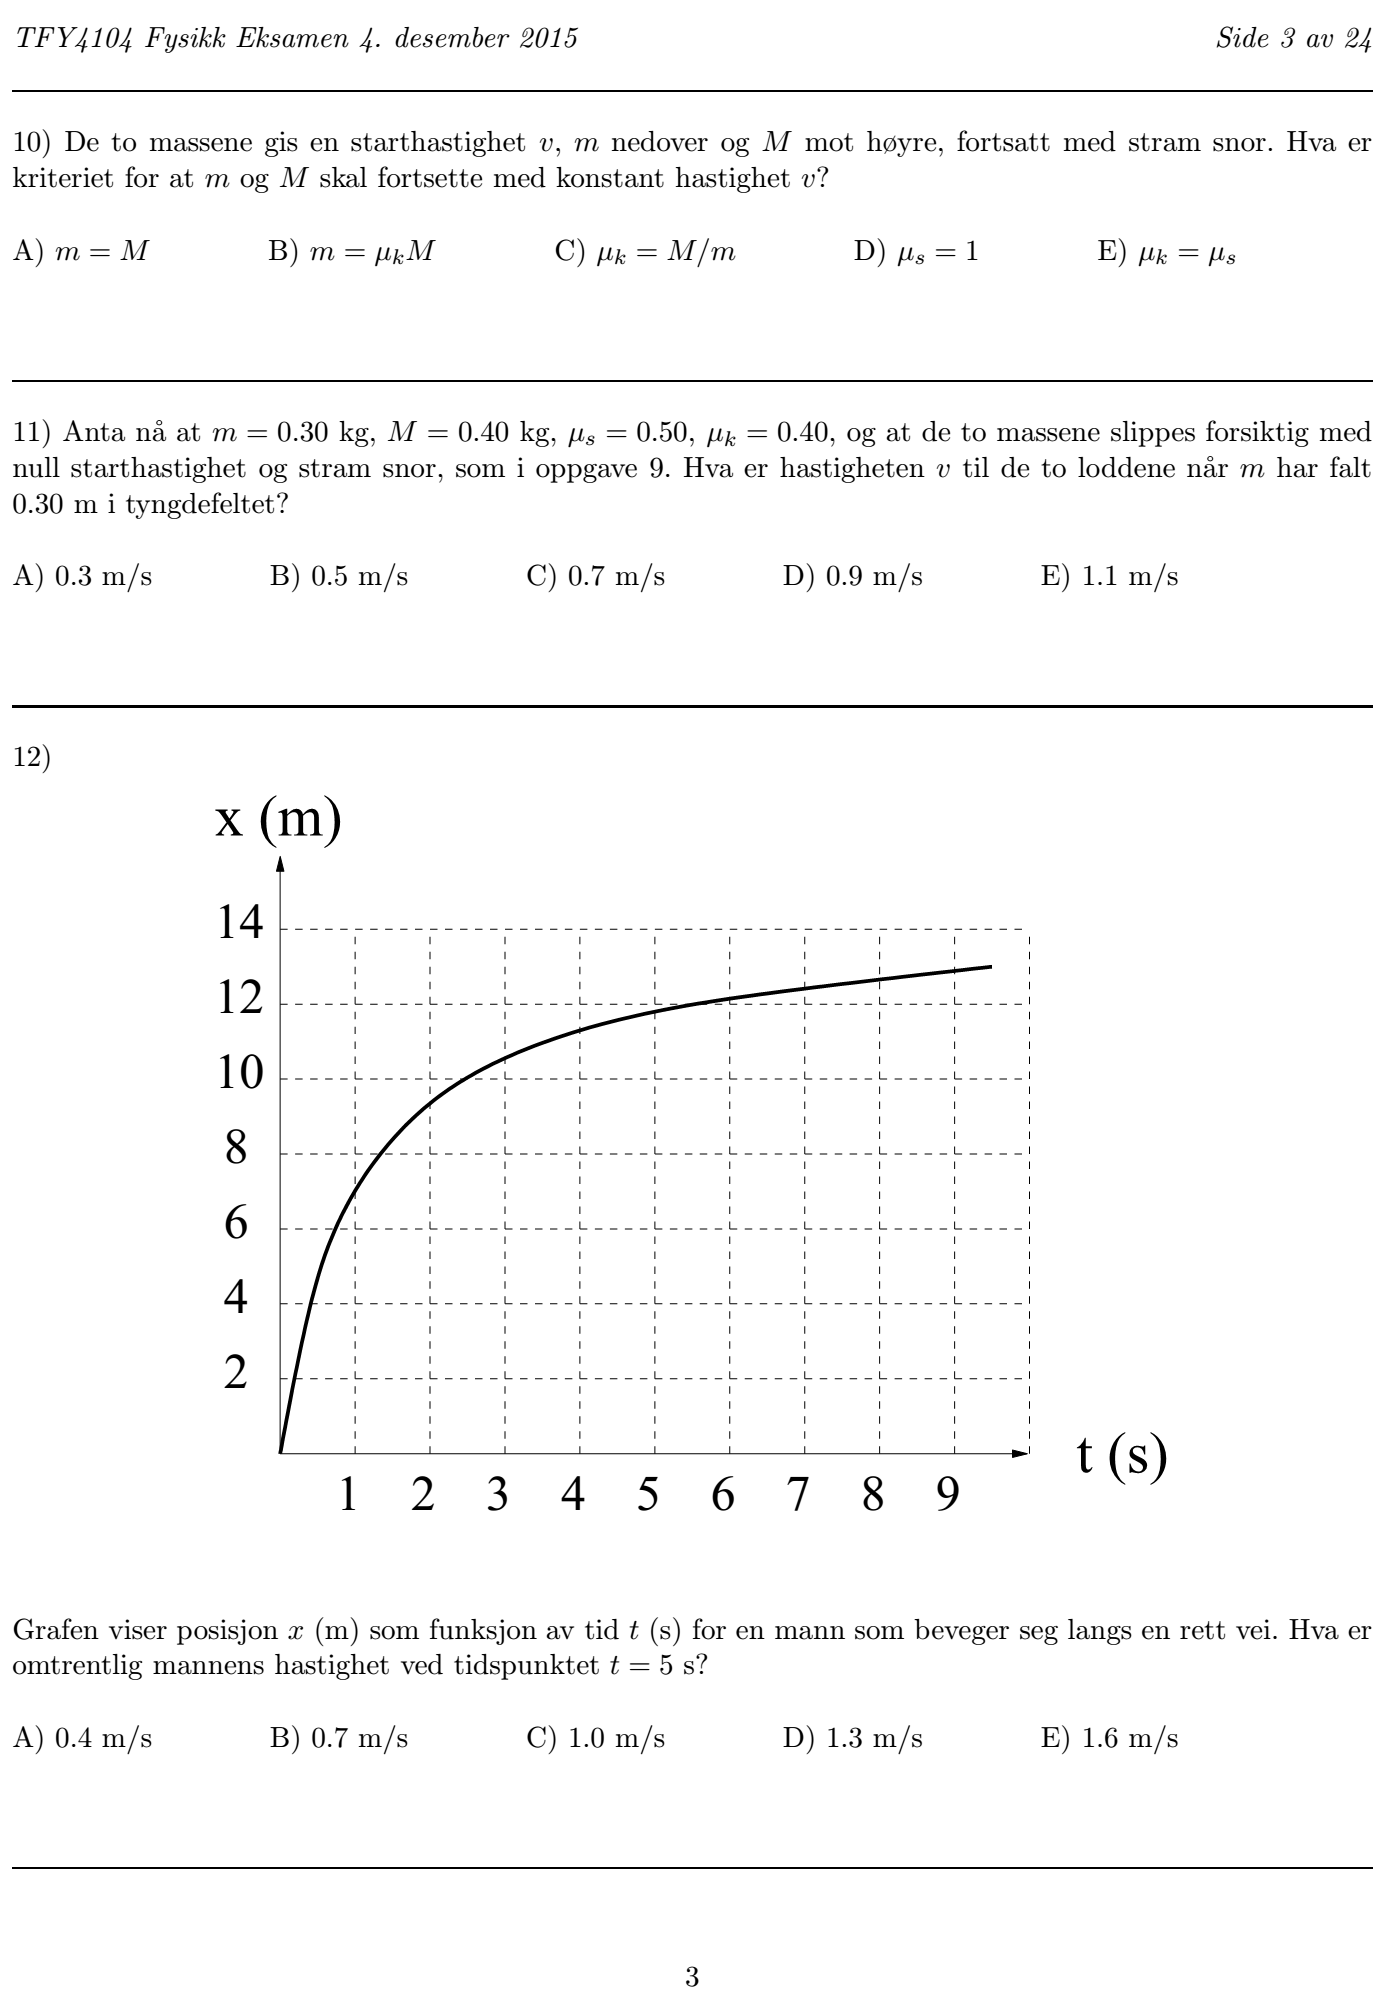 TFY4104 Fysikk Eksamen 4. desember 2015 Side 3 av 24
10) De to massene gis en starthastighet v, m nedover og M mot høyre, fortsatt med stram snor. Hva er
kriteriet for at m og M skal fortsette med konstant hastighet v?
A) m = M B) m = μₖM C) μₖ = M/m D) μₛ = 1 E) μₖ = μₛ
11) Anta nå at m = 0.30 kg, M = 0.40 kg, μₛ = 0.50, μₖ = 0.40, og at de to massene slippes forsiktig med
null starthastighet og stram snor, som i oppgave 9. Hva er hastigheten v til de to loddene når m har falt
0.30 m i tyngdefeltet?
A) 0.3 m/s B) 0.5 m/s C) 0.7 m/s D) 0.9 m/s E) 1.1 m/s
12)
x (m)
14
12
10
8
6
4
2
t (s)
1 2 3 4 5 6 7 8 9
Grafen viser posisjon x (m) som funksjon av tid t (s) for en mann som beveger seg langs en rett vei. Hva er
omtrentlig mannens hastighet ved tidspunktet t = 5 s?
A) 0.4 m/s B) 0.7 m/s C) 1.0 m/s D) 1.3 m/s E) 1.6 m/s
3